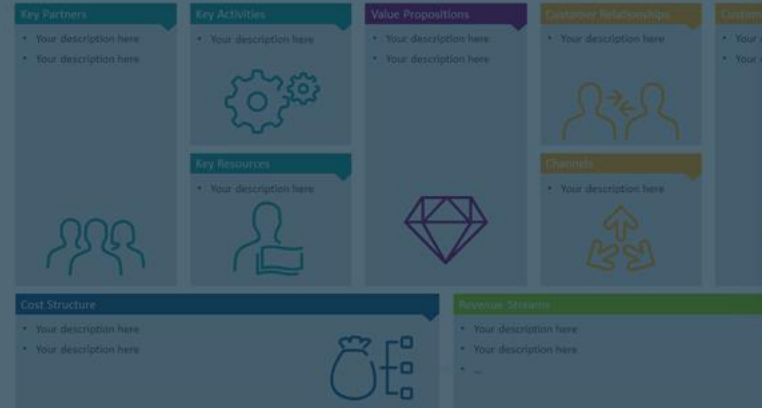 Key Partners
• Your description here
• Your description here
Key Activities
• Your description here
Key Resources
• Your description here
Value Propositions
• Your description here
• Your description here
Customer Relationships
• Your description here
Channels
• Your description here
• Your
• Your
Cost Structure
• Your description here
• Your description here
Revenue Streams
• Your description here
• Your description here
• ...